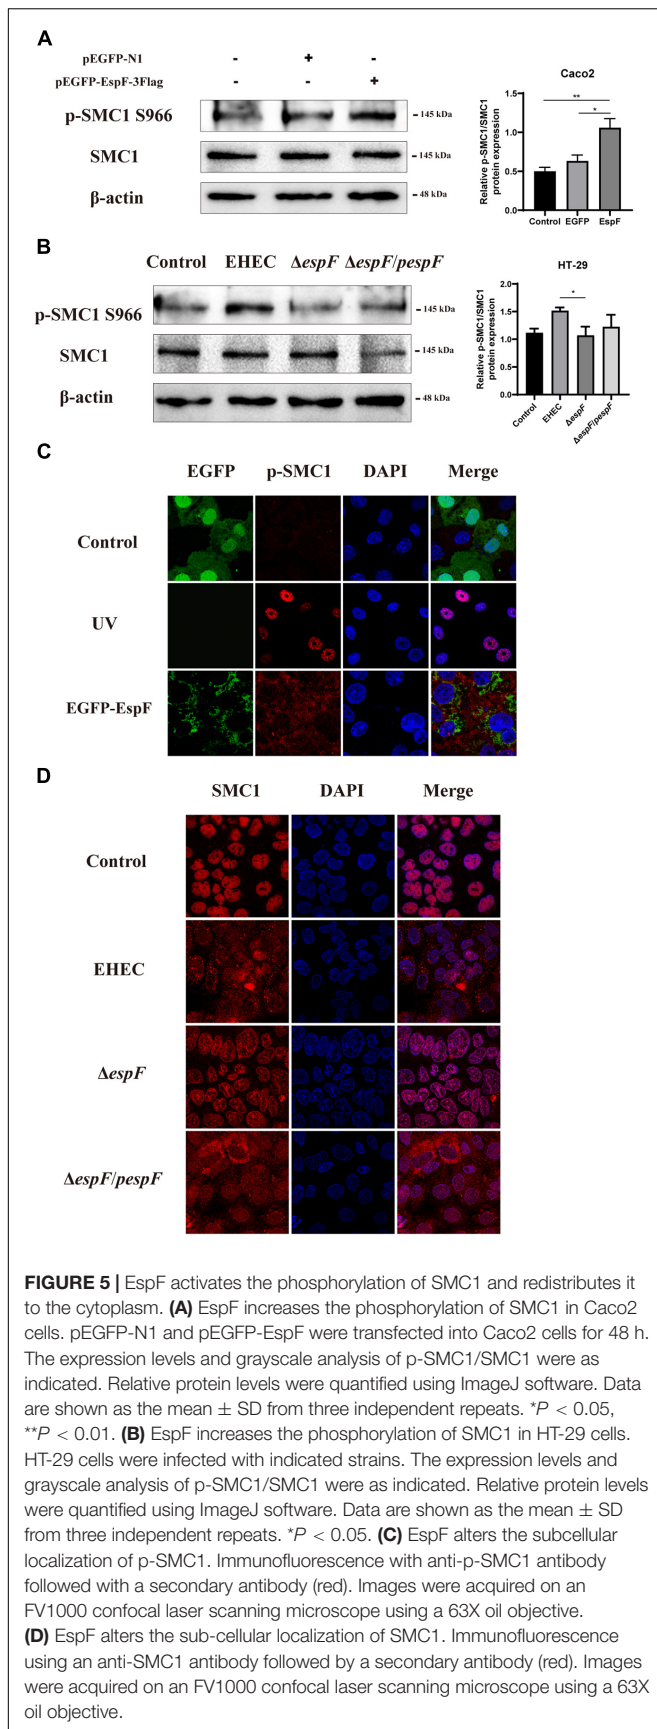 A
pEGFP-N1 - + -
pEGFP-EspF-3Flag - - +
p-SMC1 S966 145 kDa
SMC1 145 kDa
β-actin 48 kDa
Caco2
Relative p-SMC1/SMC1
protein expression
1.5
1.0
0.5
0.0
**
*
Control EGFP EspF
B
Control EHEC ΔespF ΔespF/pespF
p-SMC1 S966 145 kDa
SMC1 145 kDa
β-actin 48 kDa
HT-29
Relative p-SMC1/SMC1
protein expression
2.0
1.5
1.0
0.5
0.0
*
Control
EHEC
ΔespF
ΔespF/pespF
C
EGFP p-SMC1 DAPI Merge
Control
UV
EGFP-EspF
D
SMC1 DAPI Merge
Control
EHEC
ΔespF
ΔespF/pespF
FIGURE 5 | EspF activates the phosphorylation of SMC1 and redistributes it
to the cytoplasm. (A) EspF increases the phosphorylation of SMC1 in Caco2
cells. pEGFP-N1 and pEGFP-EspF were transfected into Caco2 cells for 48 h.
The expression levels and grayscale analysis of p-SMC1/SMC1 were as
indicated. Relative protein levels were quantified using ImageJ software. Data
are shown as the mean ± SD from three independent repeats. *P < 0.05,
**P < 0.01. (B) EspF increases the phosphorylation of SMC1 in HT-29 cells.
HT-29 cells were infected with indicated strains. The expression levels and
grayscale analysis of p-SMC1/SMC1 were as indicated. Relative protein levels
were quantified using ImageJ software. Data are shown as the mean ± SD
from three independent repeats. *P < 0.05. (C) EspF alters the subcellular
localization of p-SMC1. Immunofluorescence with anti-p-SMC1 antibody
followed with a secondary antibody (red). Images were acquired on an
FV1000 confocal laser scanning microscope using a 63X oil objective.
(D) EspF alters the sub-cellular localization of SMC1. Immunofluorescence
using an anti-SMC1 antibody followed by a secondary antibody (red). Images
were acquired on an FV1000 confocal laser scanning microscope using a 63X
oil objective.